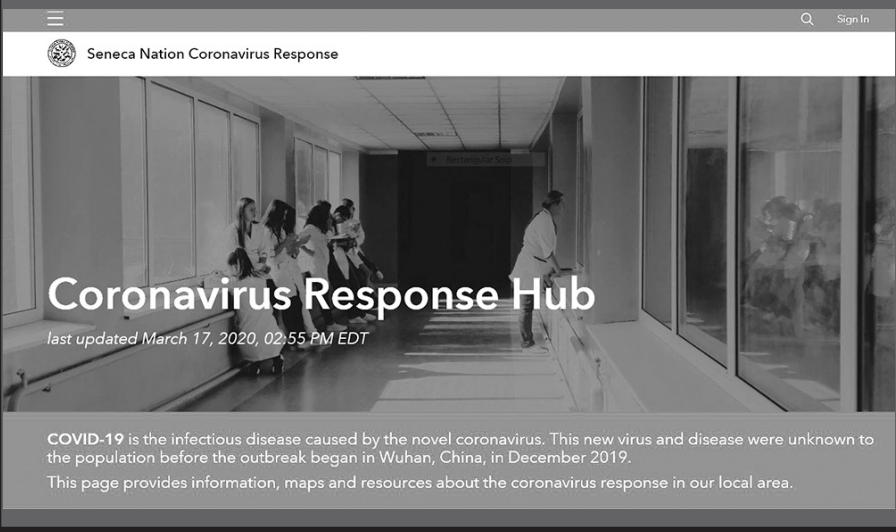 Sign In
Seneca Nation Coronavirus Response
Rectangular Snip
Coronavirus Response Hub
last updated March 17, 2020, 02:55 PM EDT
COVID-19 is the infectious disease caused by the novel coronavirus. This new virus and disease were unknown to
the population before the outbreak began in Wuhan, China, in December 2019.
This page provides information, maps and resources about the coronavirus response in our local area.